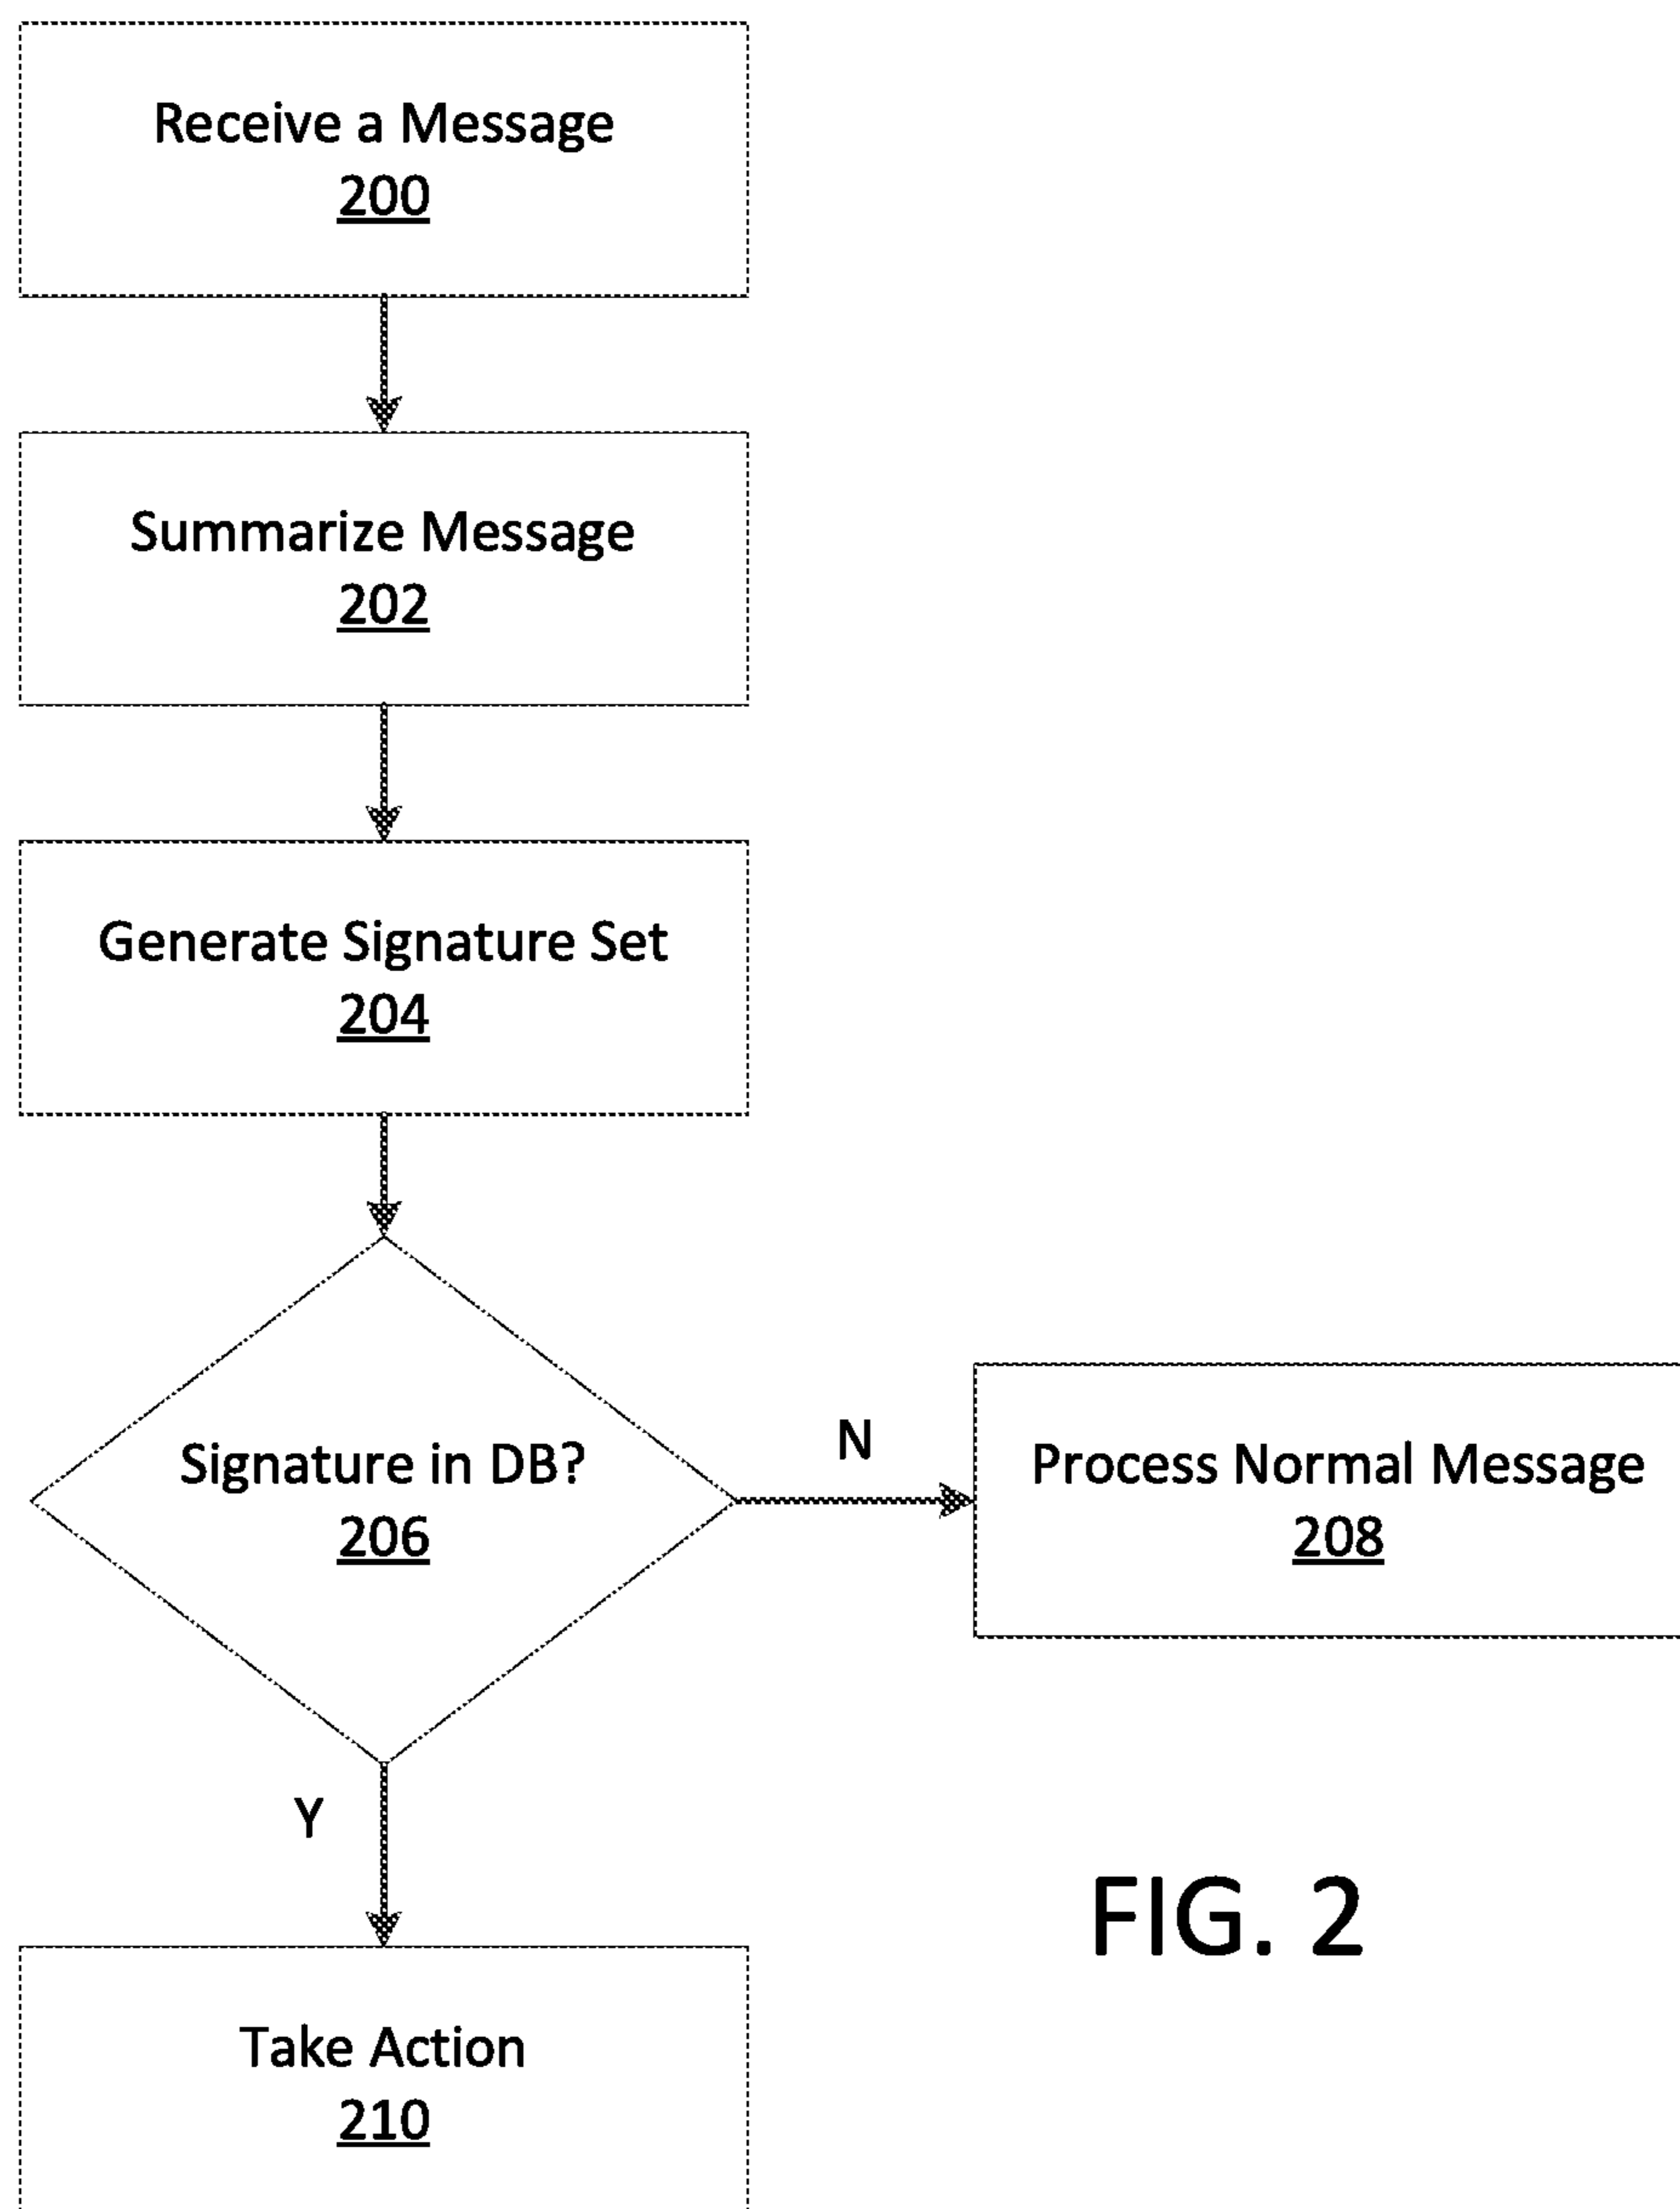 Receive a Message
200
Summarize Message
202
Generate Signature Set
204
Signature in DB?
206
N
Process Normal Message
208
Y
FIG. 2
Take Action
210